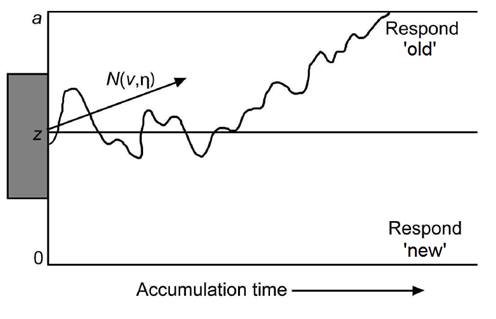 a
Respond
'old'
N(v,η)
z
Respond
'new'
0
Accumulation time